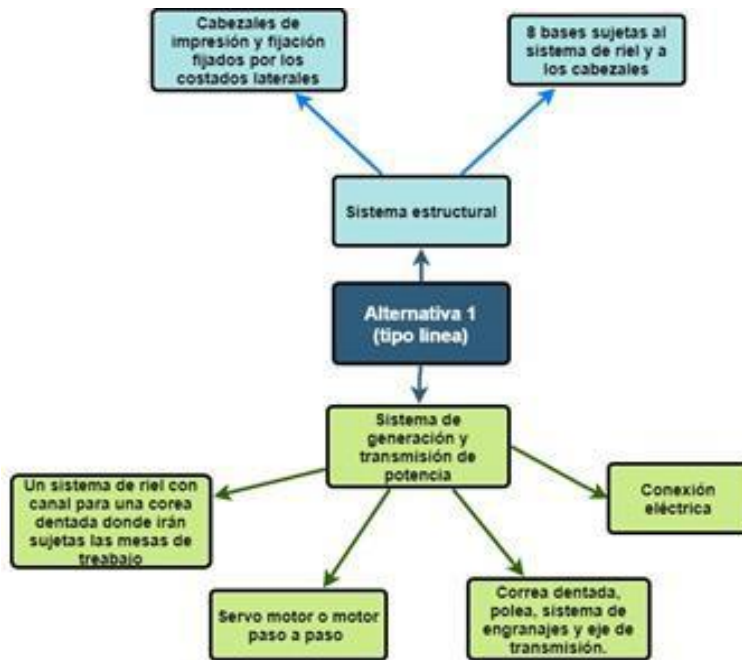 Cabezales de
impresión y fijación
fijados por los
costados laterales
8 bases sujetas al
sistema de riel y a
los cabezales
Sistema estructural
Alternativa 1
(tipo linea)
Sistema de
generación y
transmisión de
potencia
Un sistema de riel con
canal para una corea
dentada donde irán
sujetas las mesas de
treabajo
Conexión
eléctrica
Servo motor o motor
paso a paso
Correa dentada,
polea, sistema de
engranajes y eje de
transmisión.